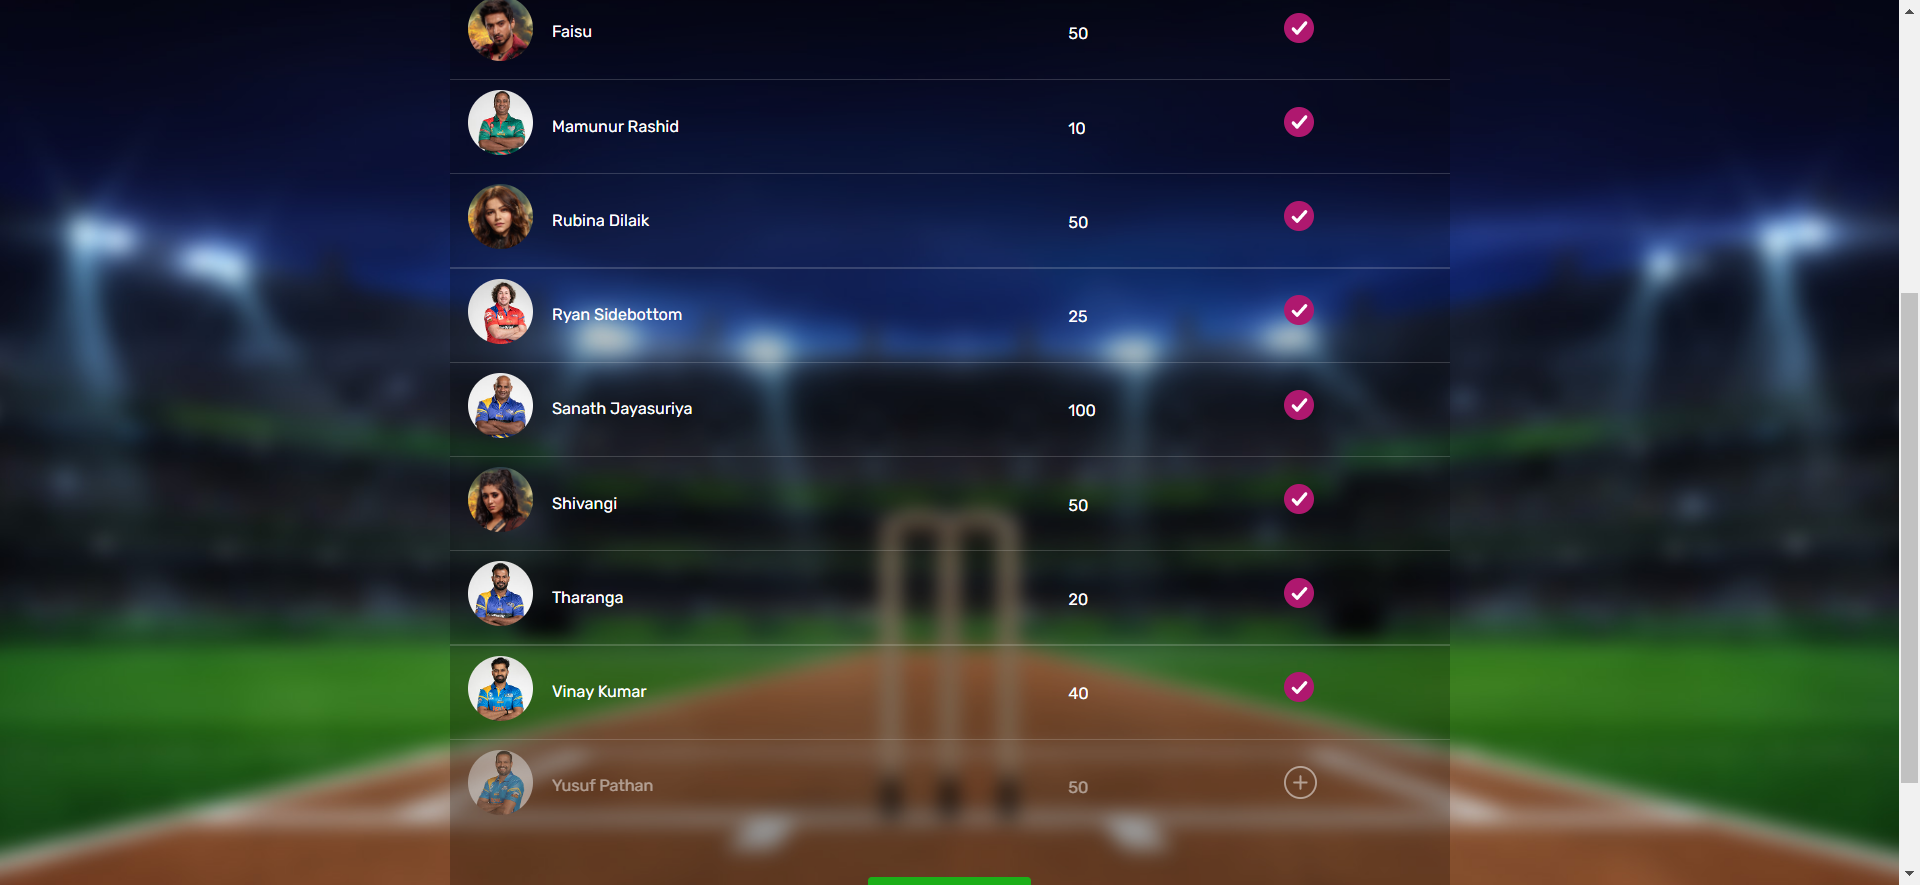 Faisu 50
Mamunur Rashid 10
Rubina Dilaik 50
Ryan Sidebottom 25
Sanath Jayasuriya 100
Shivangi 50
Tharanga 20
Vinay Kumar 40
Yusuf Pathan 50